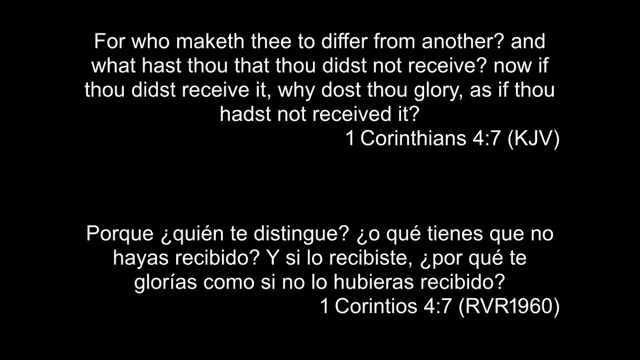 For who maketh thee to differ from another? and
what hast thou that thou didst not receive? now if
thou didst receive it, why dost thou glory, as if thou
hadst not received it?
1 Corinthians 4:7 (KJV)
Porque ¿quién te distingue? ¿o qué tienes que no
hayas recibido? Y si lo recibiste, ¿por qué te
glorías como si no lo hubieras recibido?
1 Corintios 4:7 (RVR1960)